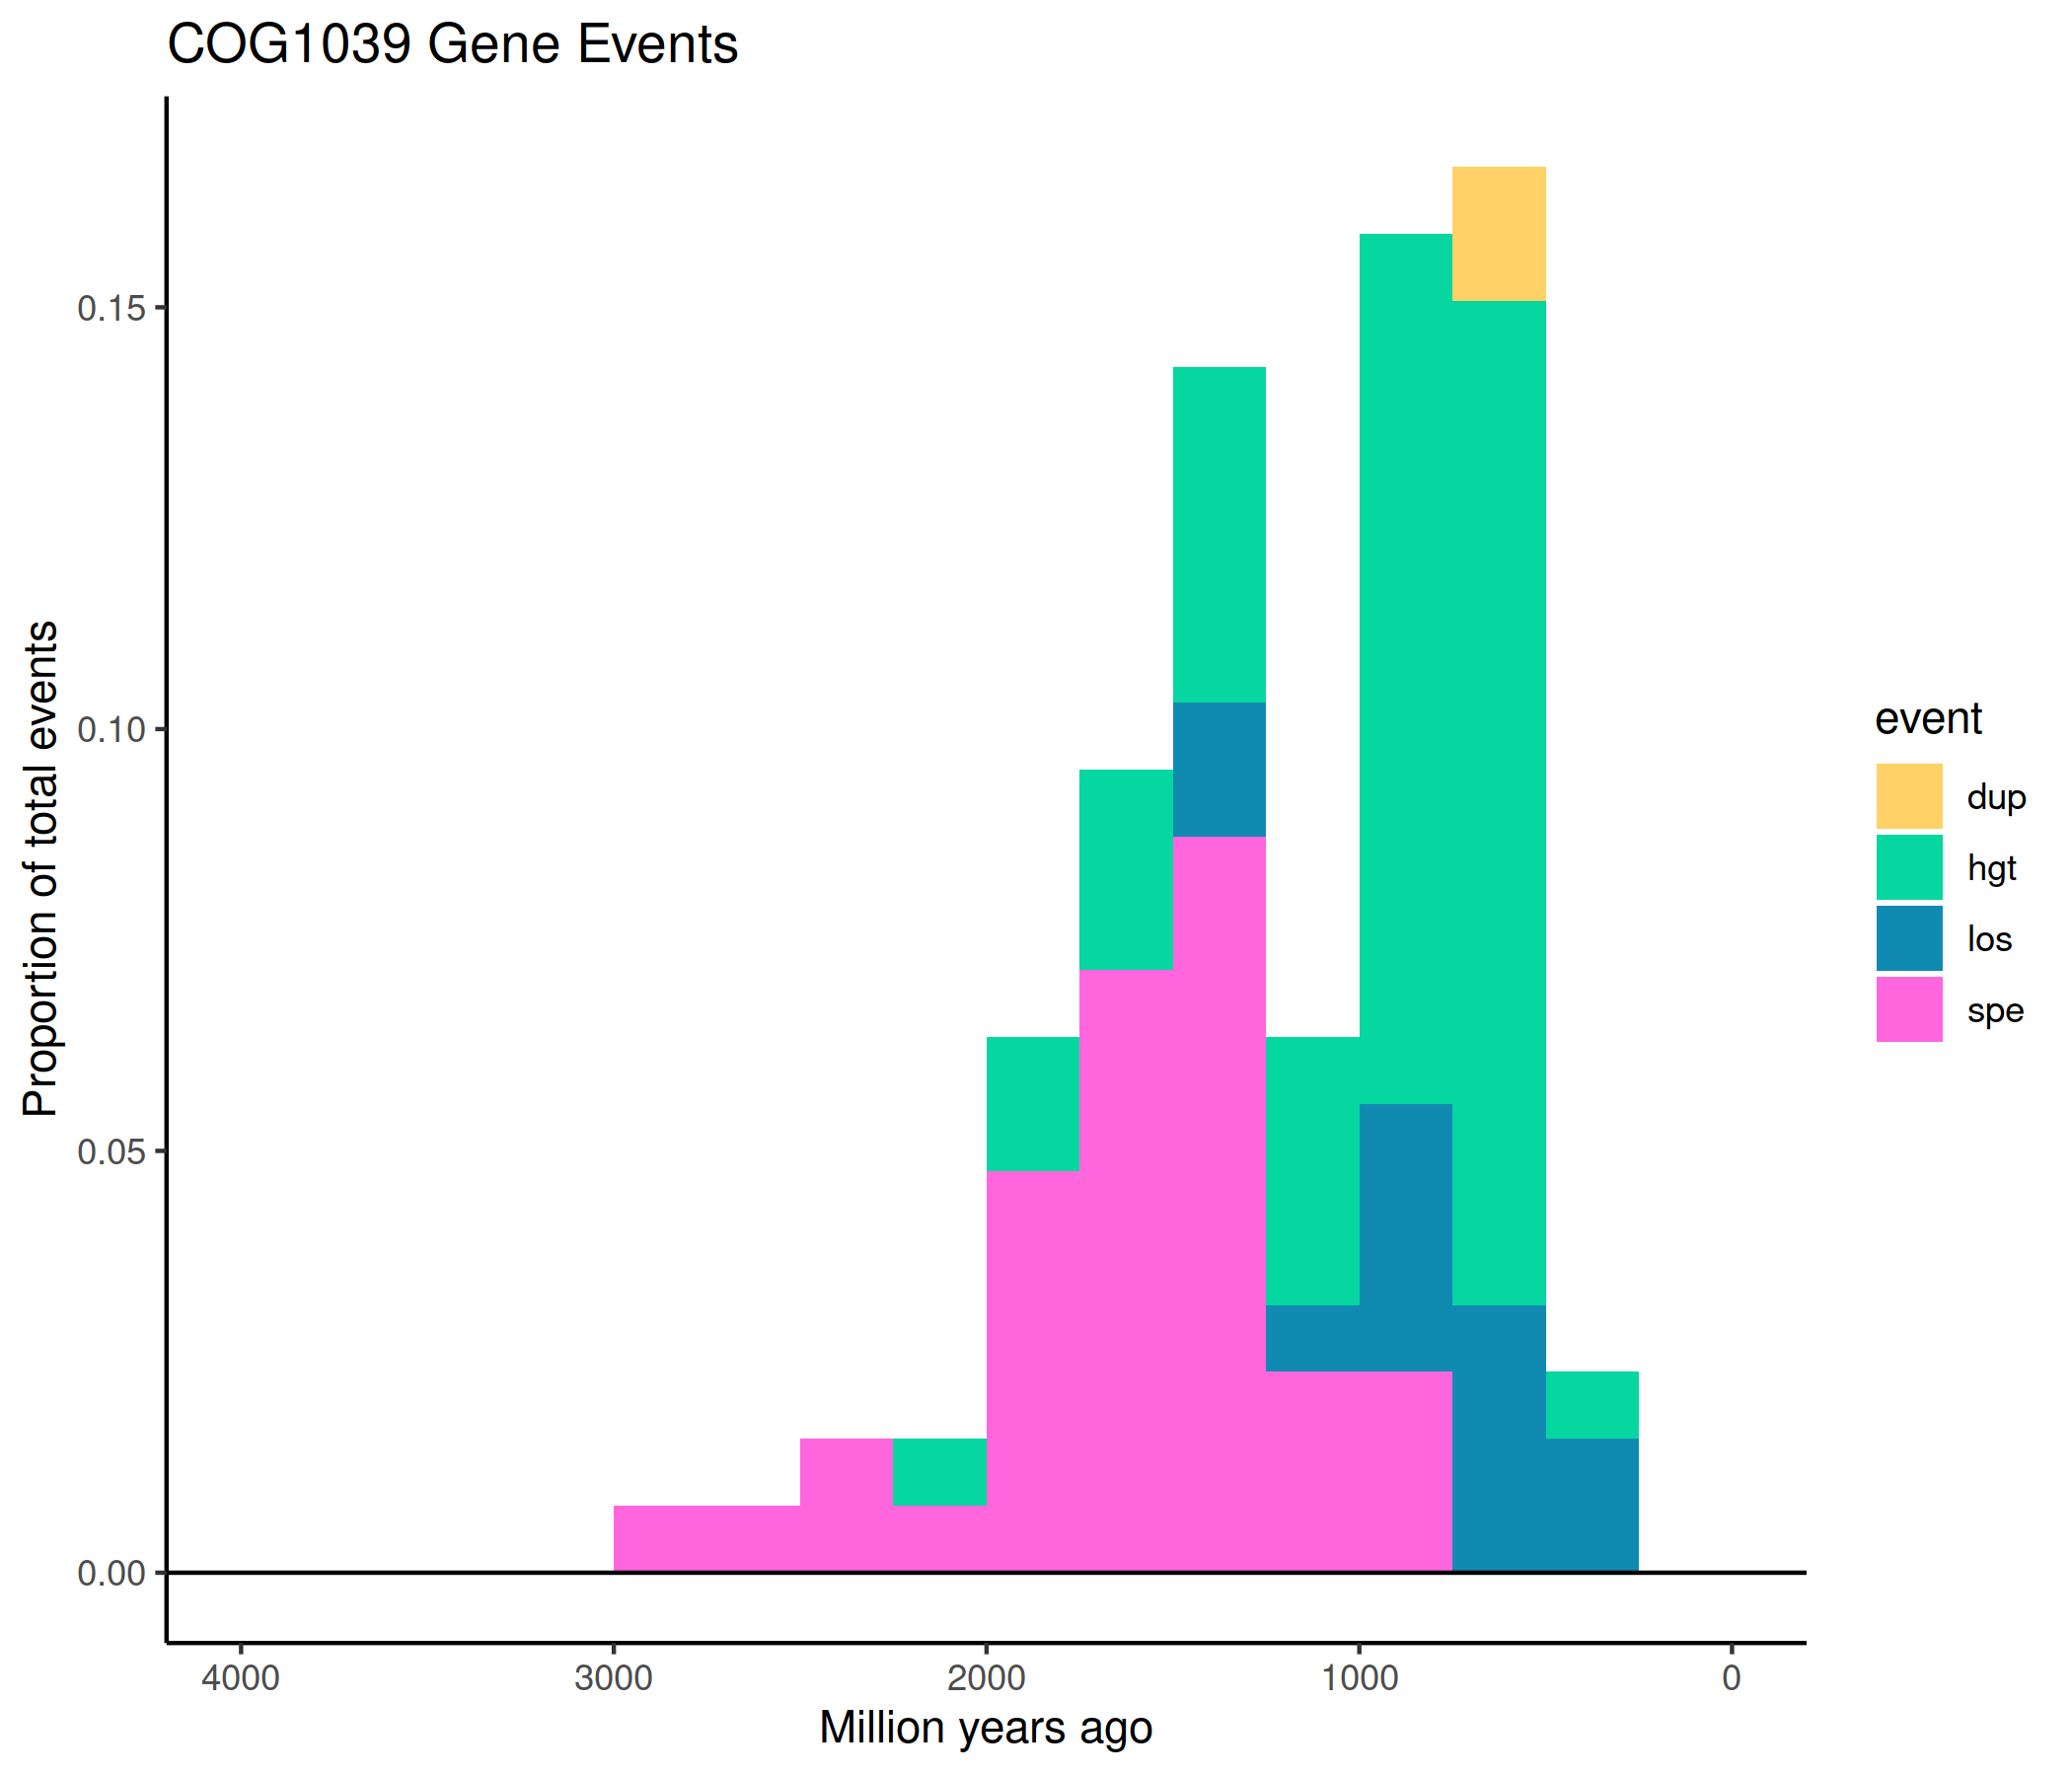 COG1039 Gene Events
Proportion of total events
0.15
0.10
0.05
0.00
4000 3000 2000 1000 0
Million years ago
event
dup
hgt
los
spe